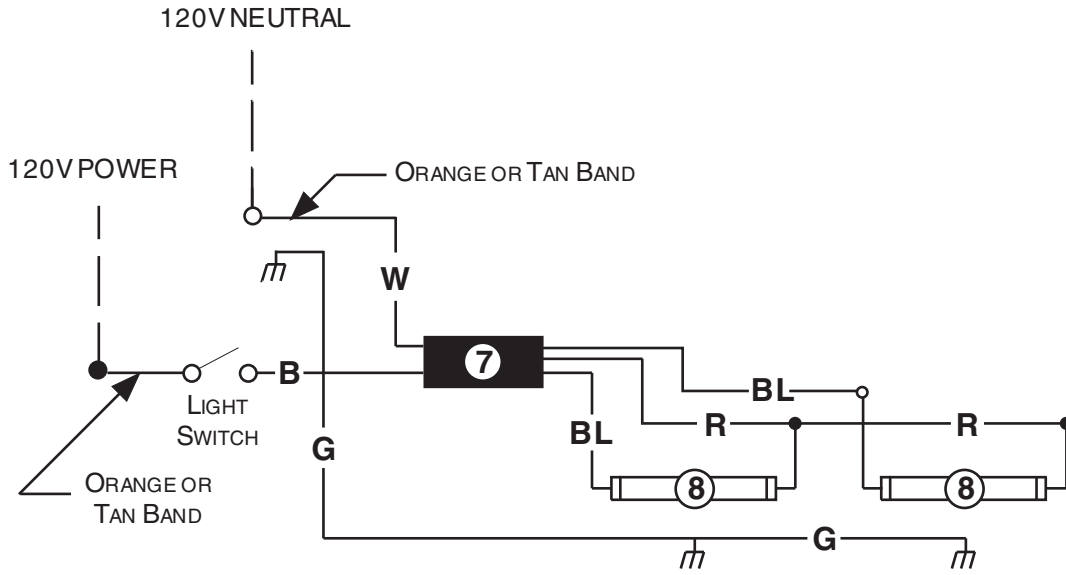 120V NEUTRAL
120V POWER
ORANGE OR TAN BAND
W
7
B
LIGHT
SWITCH
G
BL
BL
R
R
8
8
ORANGE OR
TAN BAND
G